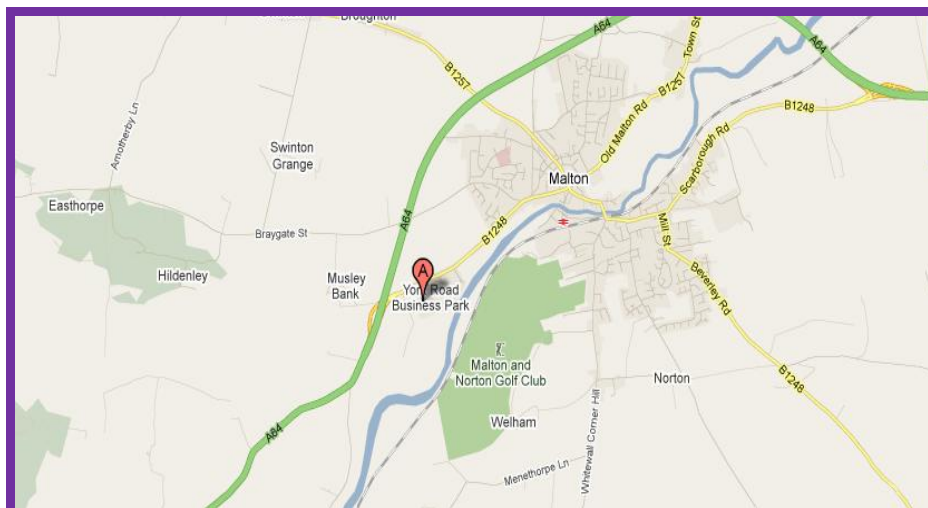 Broughton
A64
B1257
Town St
A64
B1257
Old Malton Rd
B1248
Scarborough Rd
Amotherby Ln
Swinton
Grange
Malton
Easthorpe
A64
Mill St
Braygate St
B1248
Hildenley
Musley
Bank
A
York Road
Business Park
Beverley Rd
Malton and
Norton Golf Club
Norton
B1248
Welham
A64
Whitewall Corner Hill
Menethorpe Ln